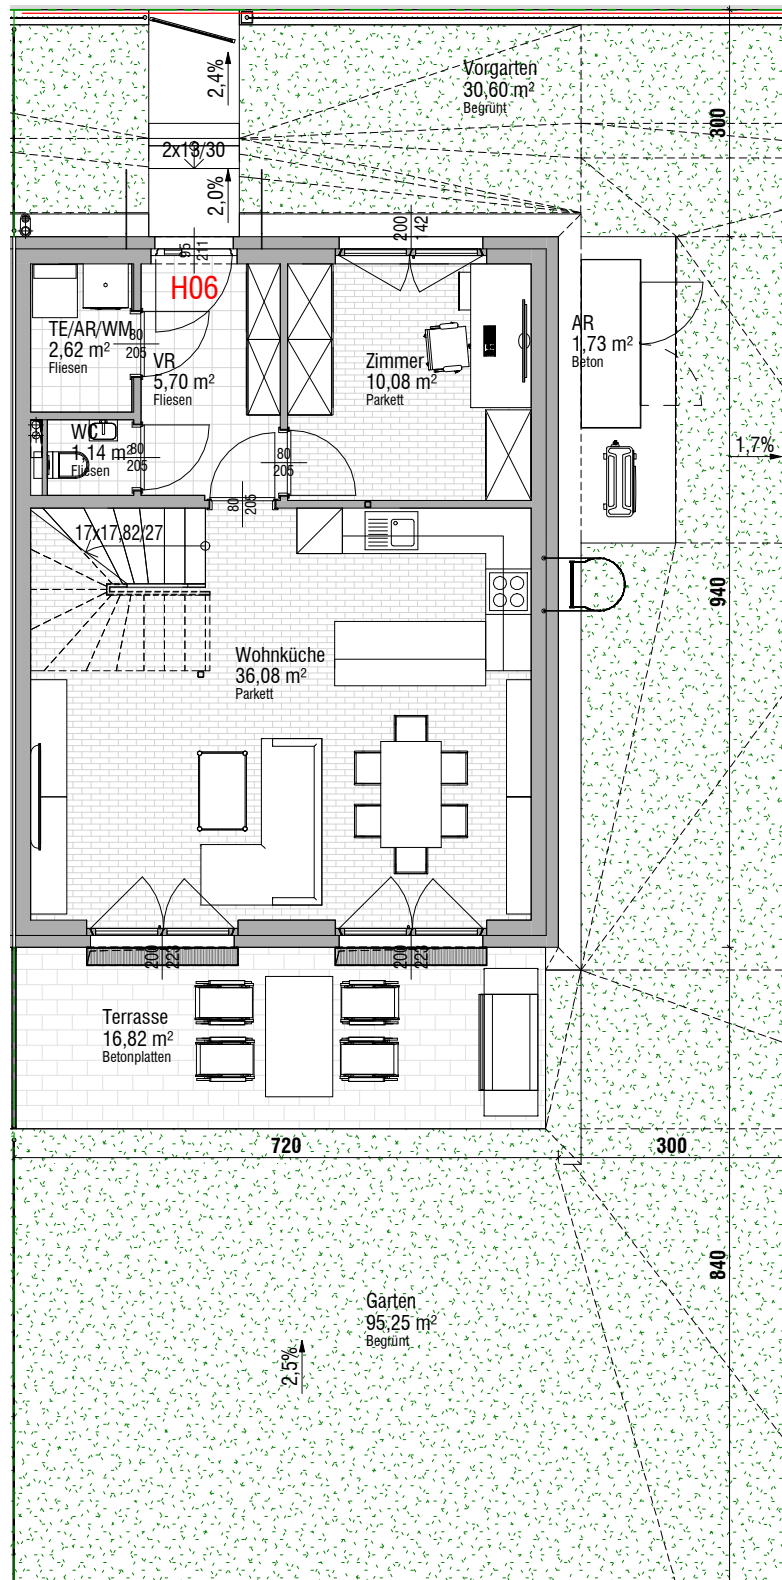 Vorgarten
30,60 m²
Begrünt
2,4%
300
2x13/30
2,0%
200
142
95
211
H06
TE/AR/WM
2,62 m²
Fliesen
80
205
VR
5,70 m²
Fliesen
Zimmer
10,08 m²
Parkett
AR
1,73 m²
Beton
WC
1,14 m²
Fliesen
80
205
80
205
1,7%
80
205
17x17,82/27
940
Wohnküche
36,08 m²
Parkett
200
223
200
223
Terrasse
16,82 m²
Betonplatten
720
300
840
Garten
95,25 m²
Begrünt
2,5%